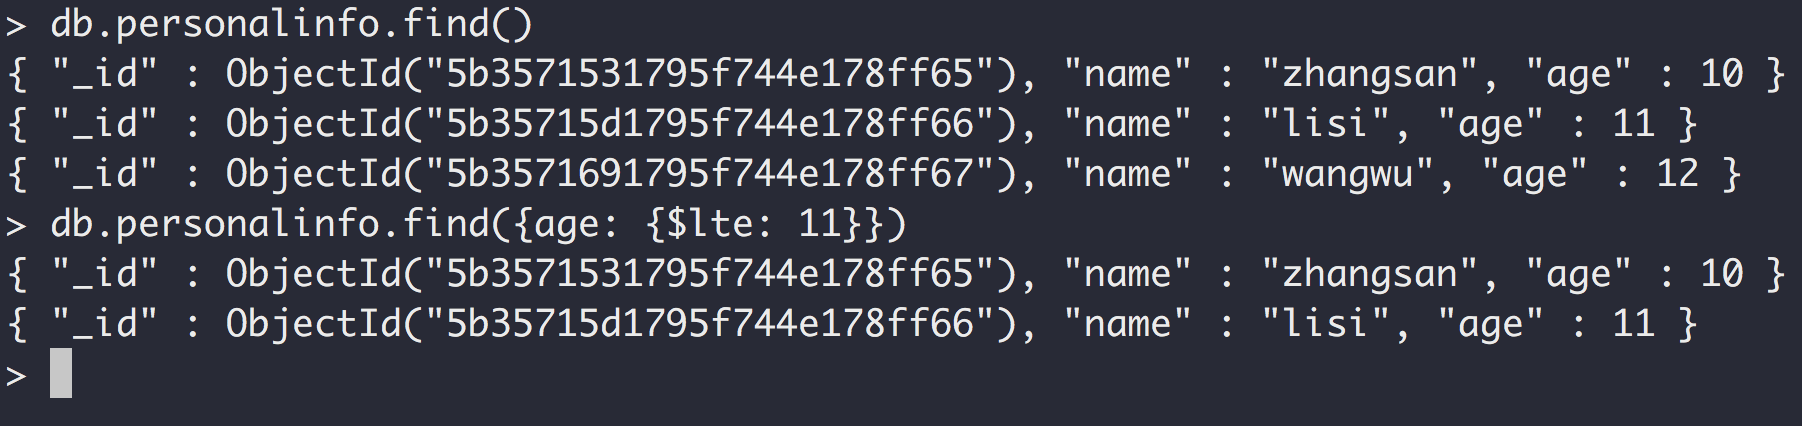 > db.personalinfo.find()
{ "_id" : ObjectId("5b3571531795f744e178ff65"), "name" : "zhangsan", "age" : 10 }
{ "_id" : ObjectId("5b35715d1795f744e178ff66"), "name" : "lisi", "age" : 11 }
{ "_id" : ObjectId("5b3571691795f744e178ff67"), "name" : "wangwu", "age" : 12 }
> db.personalinfo.find({age: {$lte: 11}})
{ "_id" : ObjectId("5b3571531795f744e178ff65"), "name" : "zhangsan", "age" : 10 }
{ "_id" : ObjectId("5b35715d1795f744e178ff66"), "name" : "lisi", "age" : 11 }
>